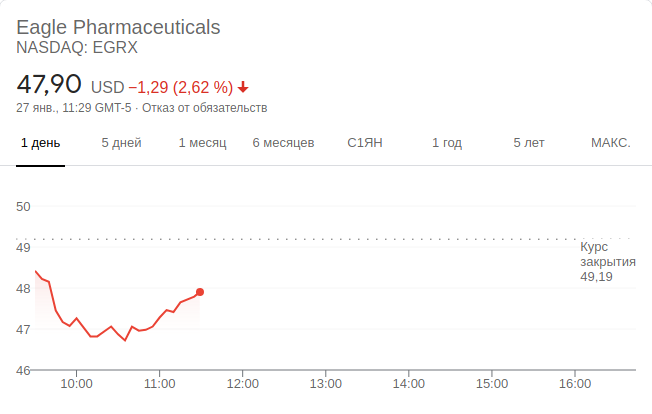 Eagle Pharmaceuticals
NASDAQ: EGRX
47,90 USD −1,29 (2,62 %)
27 янв., 11:29 GMT-5 · Отказ от обязательств
1 день 5 дней 1 месяц 6 месяцев С1ЯН 1 год 5 лет МАКС.
50
49
48
47
46
Курс
закрытия
49,19
10:00 11:00 12:00 13:00 14:00 15:00 16:00